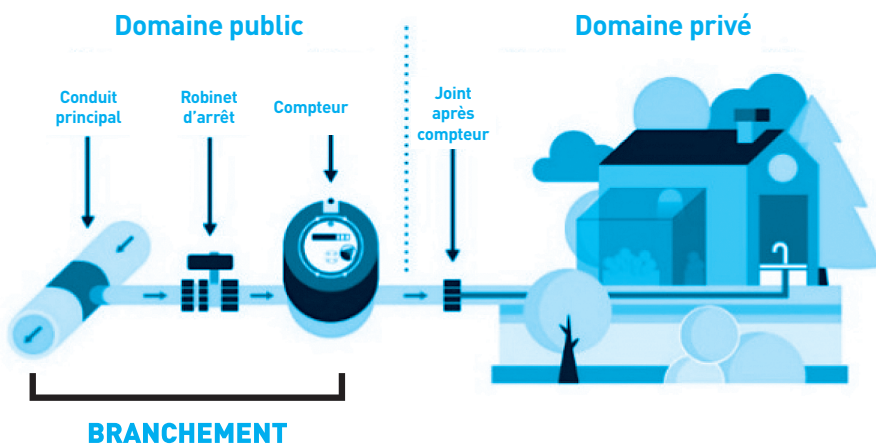 Domaine public
Domaine privé
Conduit
principal
Robinet
d'arrêt
Compteur
Joint
après
compteur
BRANCHEMENT